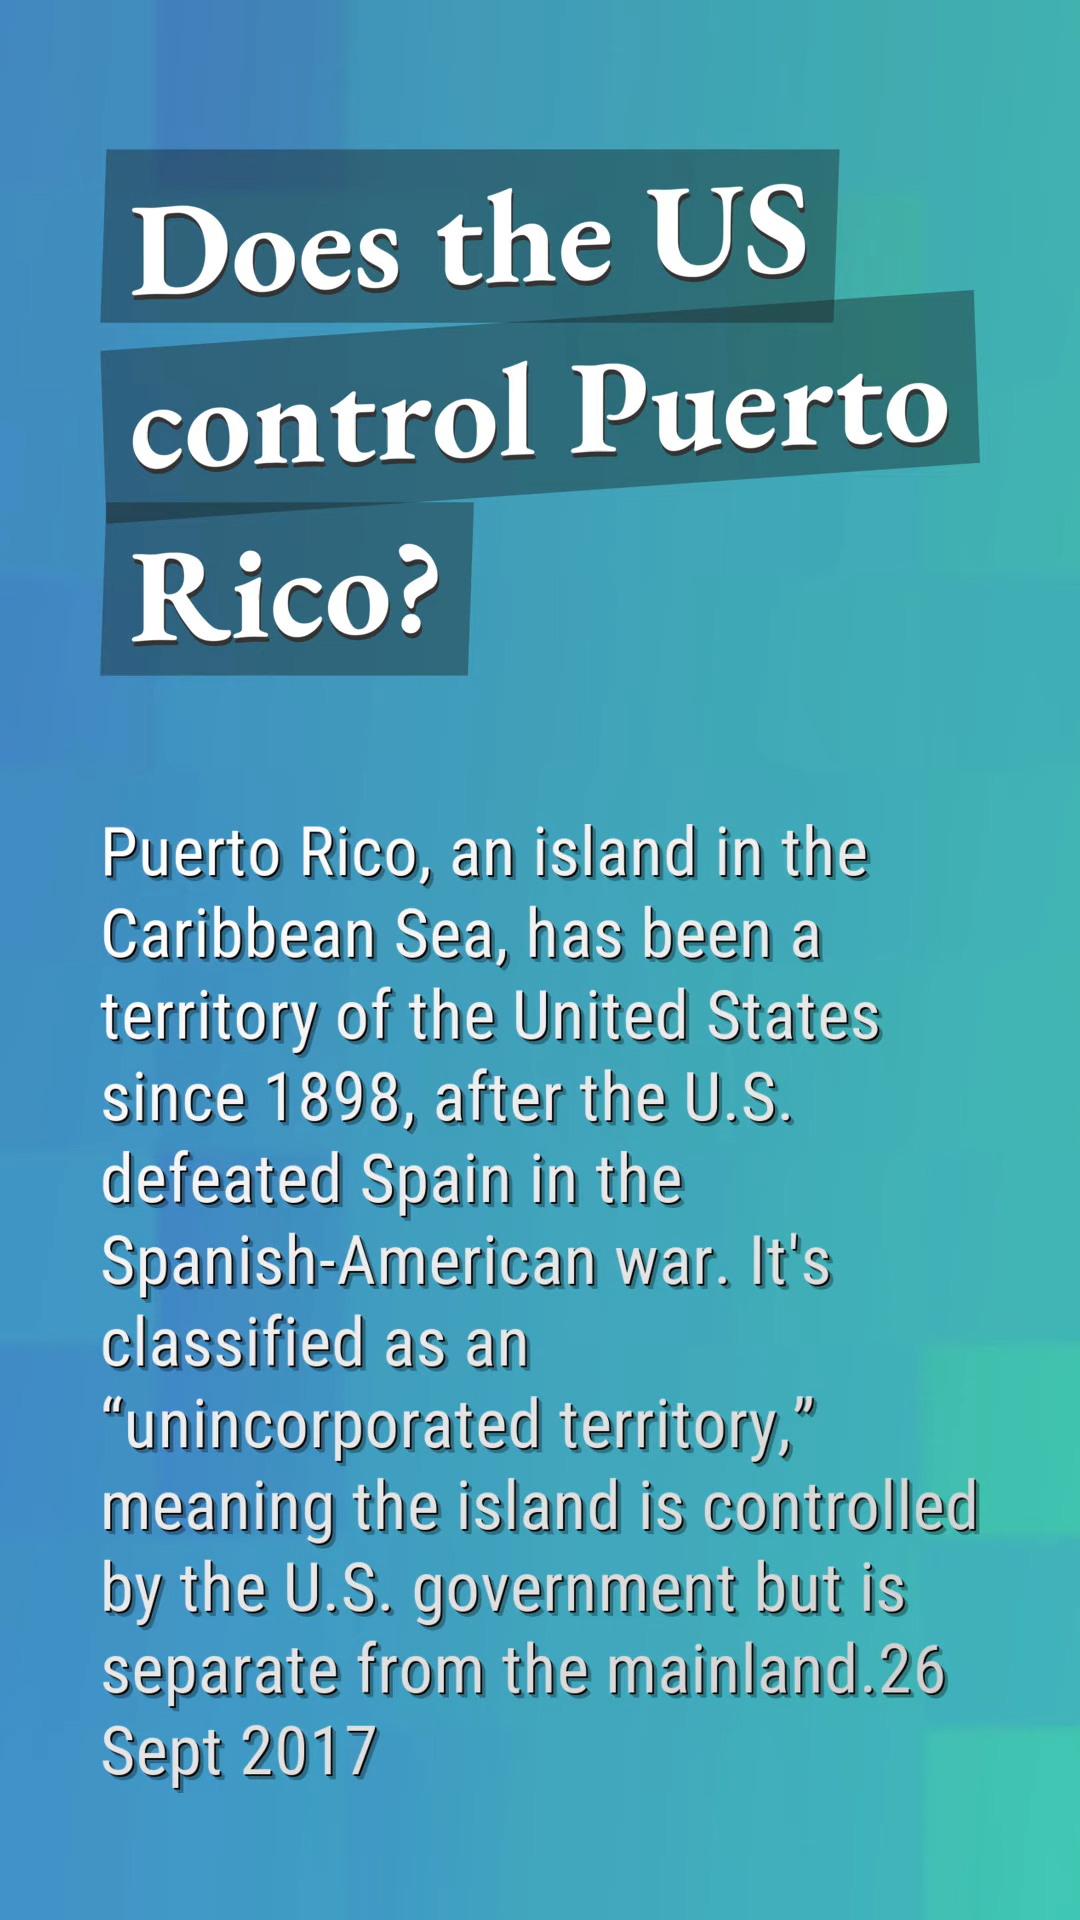 Does the US
control Puerto
Rico?
Puerto Rico, an island in the
Caribbean Sea, has been a
territory of the United States
since 1898, after the U.S.
defeated Spain in the
Spanish-American war. It's
classified as an
“unincorporated territory,”
meaning the island is controlled
by the U.S. government but is
separate from the mainland.26
Sept 2017